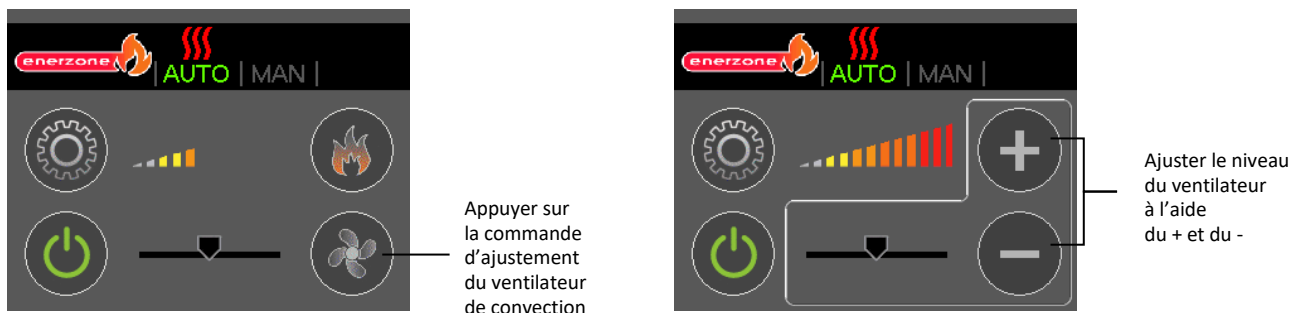 enerzone
| AUTO | MAN |
Appuyer sur
la commande
d’ajustement
du ventilateur
de convection
enerzone
| AUTO | MAN |
Ajuster le niveau
du ventilateur
à l’aide
du + et du -